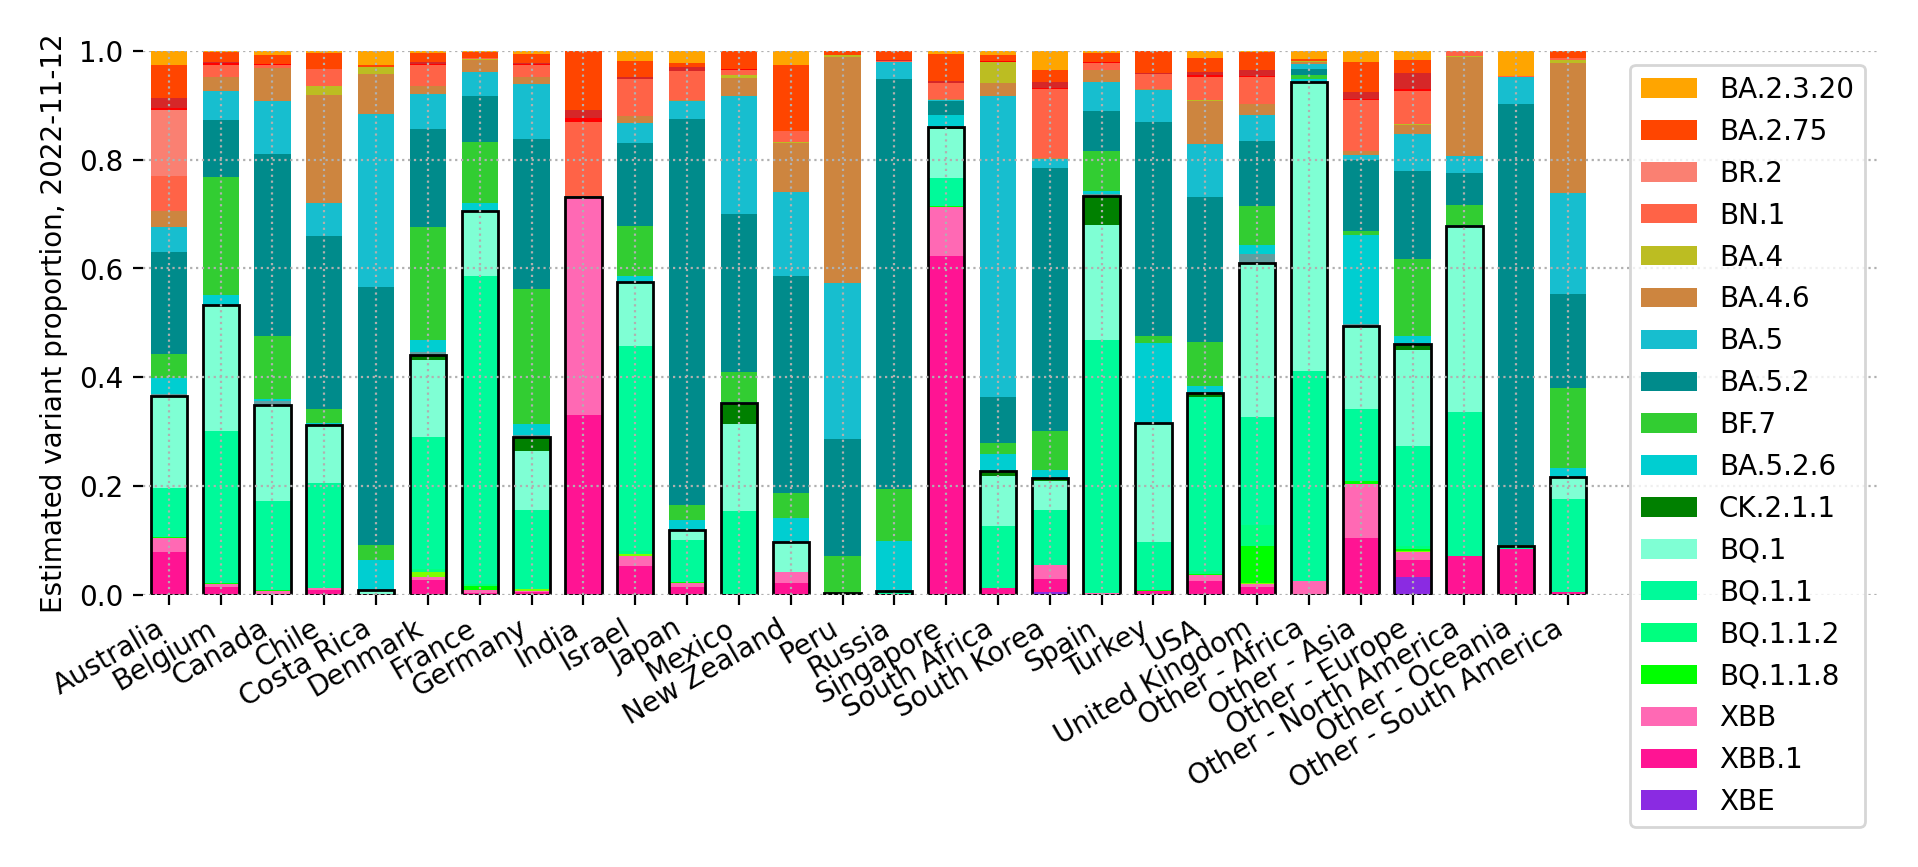 Estimated variant proportion, 2022-11-12
1.0
0.8
0.6
0.4
0.2
0.0
Australia
Belgium
Canada
Chile
Costa Rica
Denmark
France
Germany
India
Israel
Japan
Mexico
New Zealand
Peru
Russia
Singapore
South Africa
South Korea
Spain
Turkey
USA
United Kingdom
Other - Africa
Other - Asia
Other - Europe
Other - North America
Other - Oceania
Other - South America
BA.2.3.20
BA.2.75
BR.2
BN.1
BA.4
BA.4.6
BA.5
BA.5.2
BF.7
BA.5.2.6
CK.2.1.1
BQ.1
BQ.1.1
BQ.1.1.2
BQ.1.1.8
XBB
XBB.1
XBE